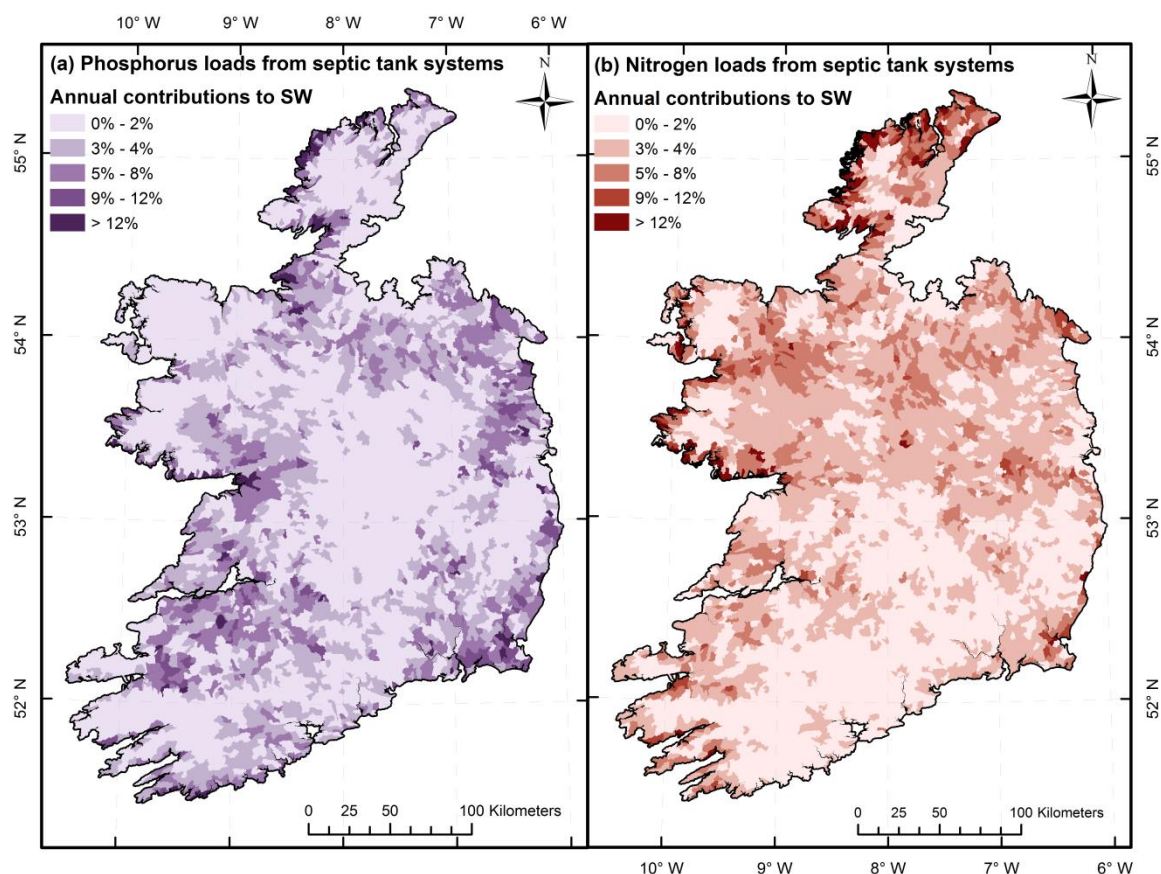 10° W 9° W 8° W 7° W 6° W
(a) Phosphorus loads from septic tank systems
N
Annual contributions to SW
0% - 2%
3% - 4%
5% - 8%
9% - 12%
> 12%
55° N
54° N
53° N
52° N
0 25 50 100 Kilometers
(b) Nitrogen loads from septic tank systems
N
Annual contributions to SW
0% - 2%
3% - 4%
5% - 8%
9% - 12%
> 12%
55° N
54° N
53° N
52° N
0 25 50 100 Kilometers
10° W 9° W 8° W 7° W 6° W